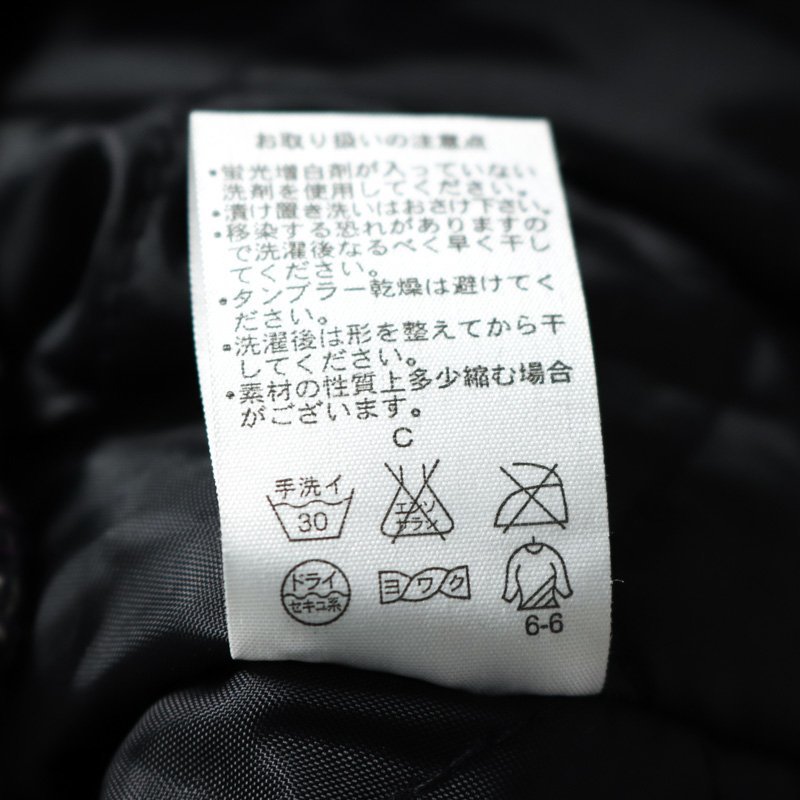 お取り扱いの注意点
・蛍光増白剤が入っていない
洗剤を使用してください。
・漬け置き洗いはおさけ下さい。
・移染する恐れがありますの
で洗濯後なるべく早く干し
てください。
・タンブラー乾燥は避けてく
ださい。
・洗濯後は形を整えてから干
してください。
・素材の性質上多少縮む場合
がございます。
C
手洗イ
30
エンソ
サラシ
ドライ
セキユ系
ヨワク
6-6